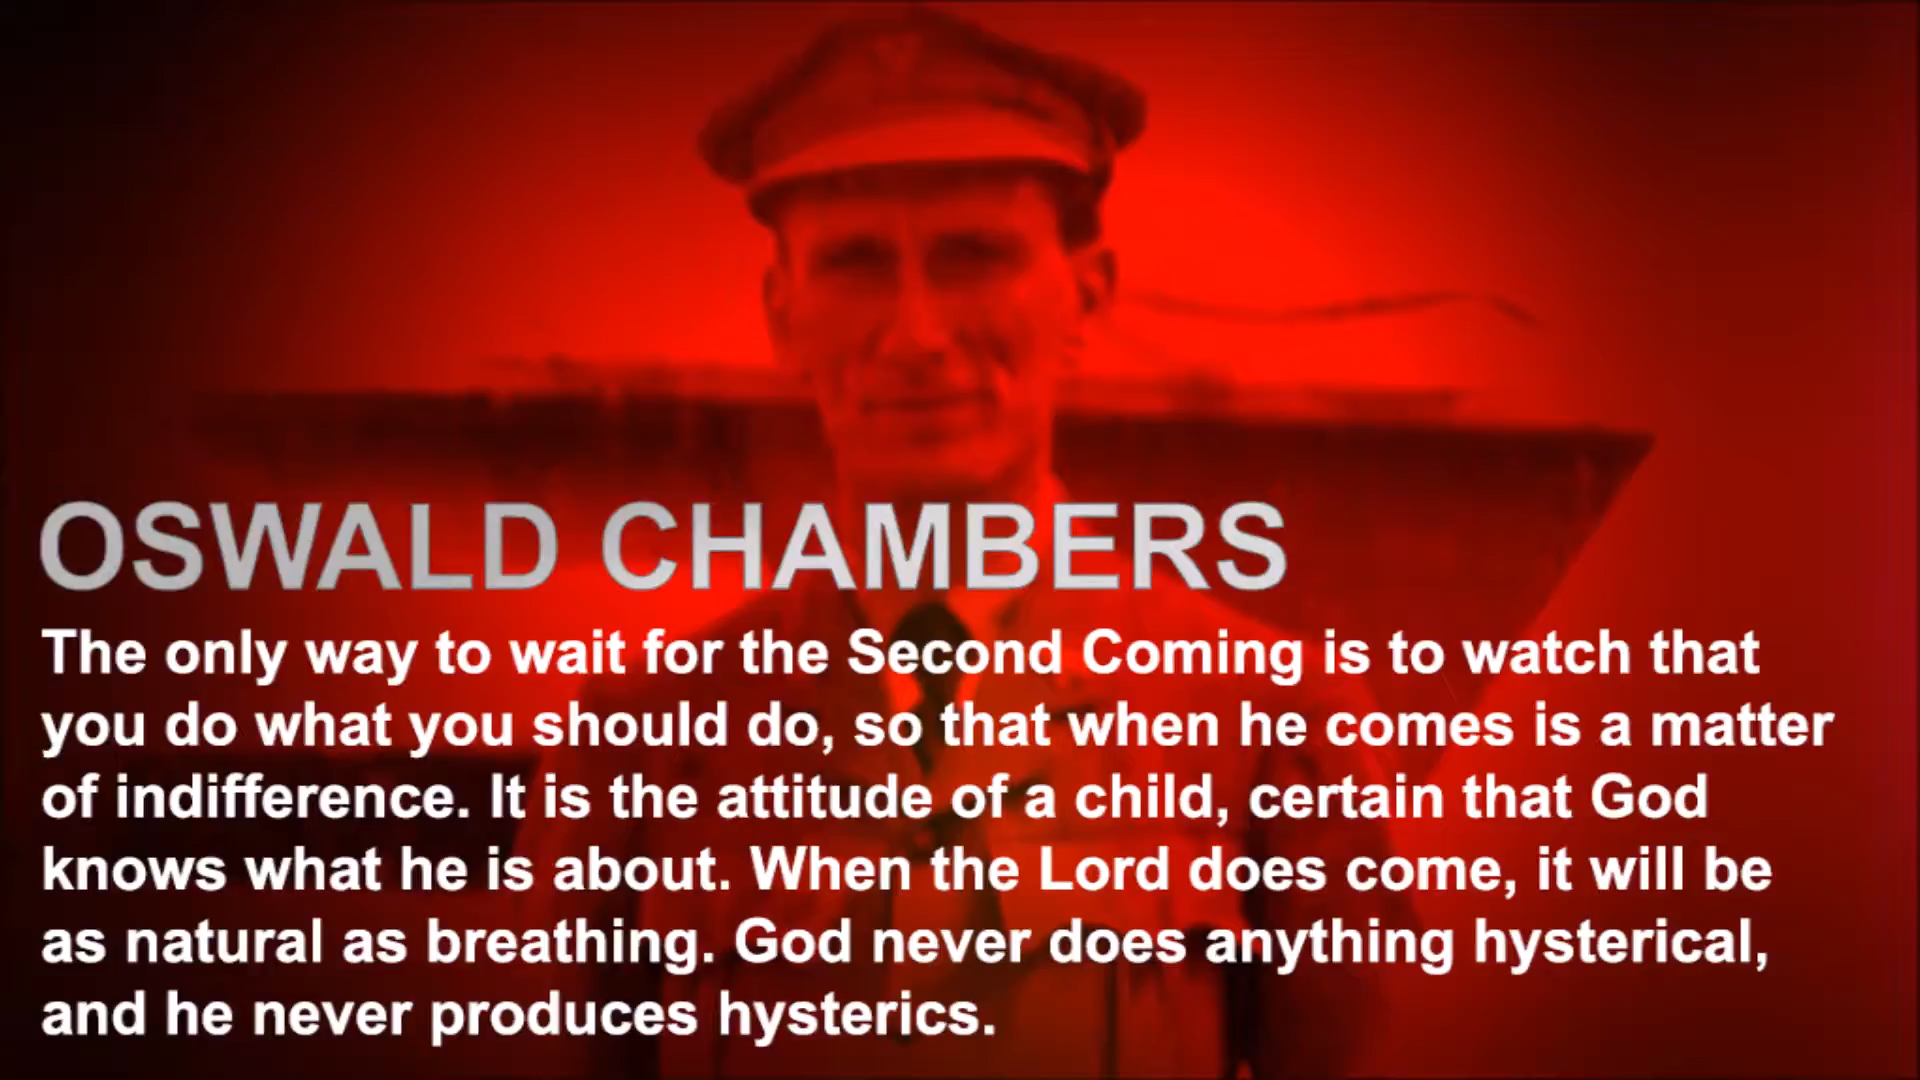 OSWALD CHAMBERS
The only way to wait for the Second Coming is to watch that
you do what you should do, so that when he comes is a matter
of indifference. It is the attitude of a child, certain that God
knows what he is about. When the Lord does come, it will be
as natural as breathing. God never does anything hysterical,
and he never produces hysterics.